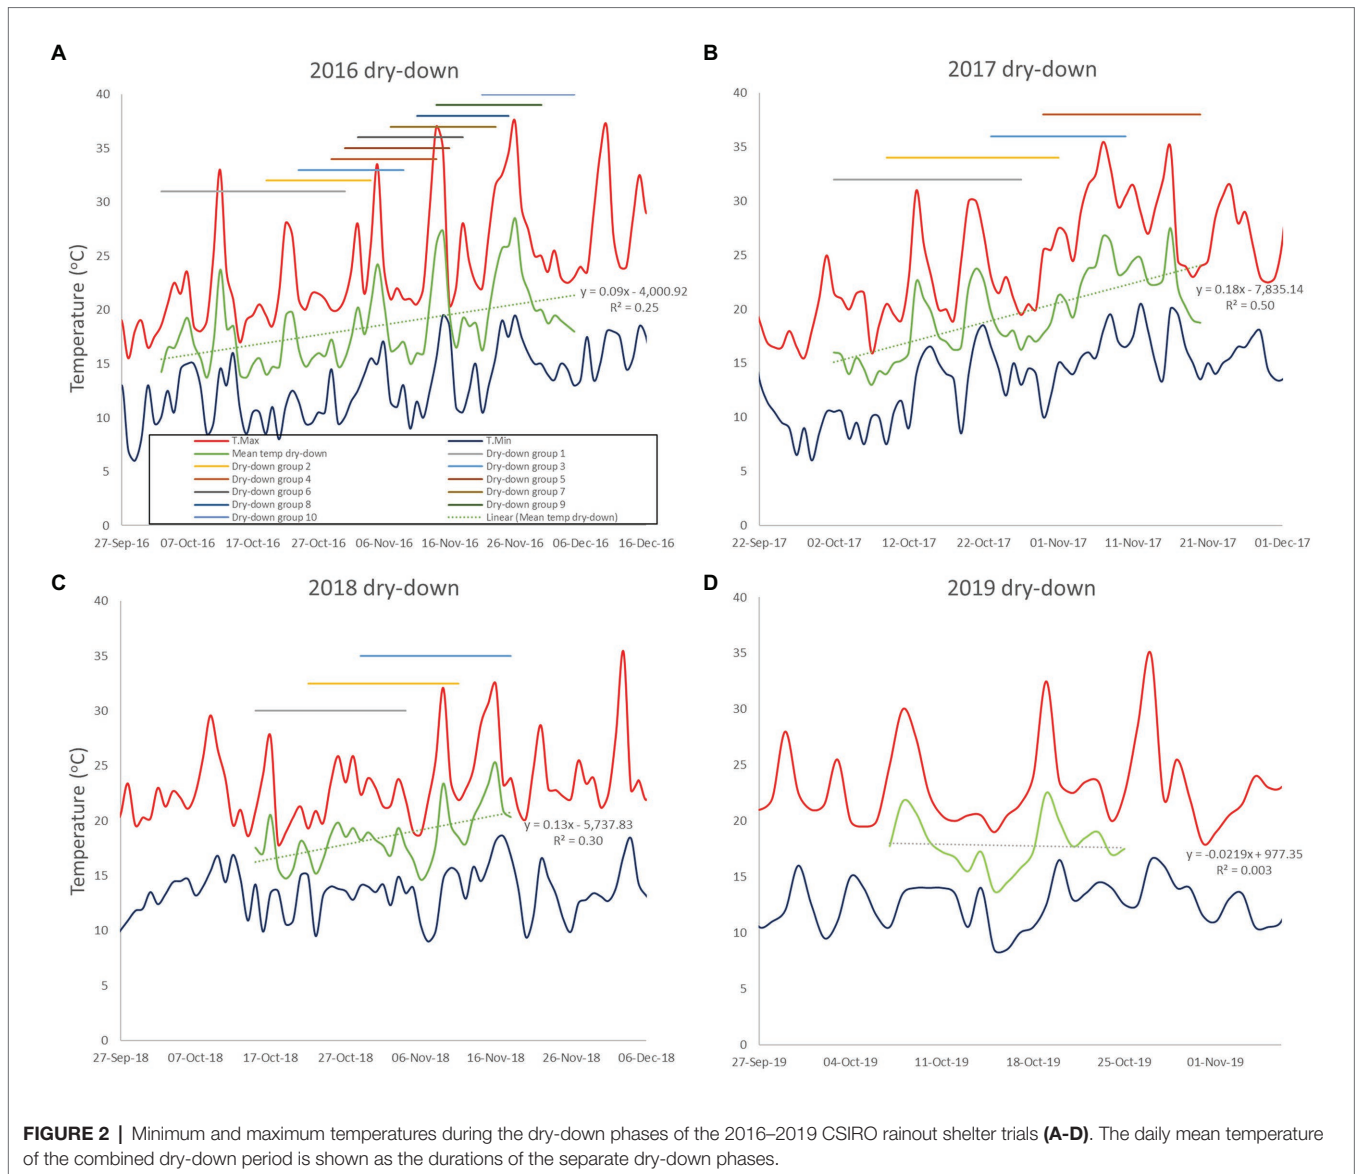 A
2016 dry-down
40
35
30
25
20
15
10
5
0
Temperature (°C)
y = 0.09x - 4,000.92
R² = 0.25
T.Max
T.Min
Mean temp dry-down
Dry-down group 1
Dry-down group 2
Dry-down group 3
Dry-down group 4
Dry-down group 5
Dry-down group 6
Dry-down group 7
Dry-down group 8
Dry-down group 9
Dry-down group 10
Linear (Mean temp dry-down)
27-Sep-16 07-Oct-16 17-Oct-16 27-Oct-16 06-Nov-16 16-Nov-16 26-Nov-16 06-Dec-16 16-Dec-16
B
2017 dry-down
40
35
30
25
20
15
10
5
0
y = 0.18x - 7,835.14
R² = 0.50
22-Sep-17 02-Oct-17 12-Oct-17 22-Oct-17 01-Nov-17 11-Nov-17 21-Nov-17 01-Dec-17
C
2018 dry-down
40
35
30
25
20
15
10
5
0
Temperature (°C)
y = 0.13x - 5,737.83
R² = 0.30
27-Sep-18 07-Oct-18 17-Oct-18 27-Oct-18 06-Nov-18 16-Nov-18 26-Nov-18 06-Dec-18
D
2019 dry-down
40
35
30
25
20
15
10
5
0
y = -0.0219x + 977.35
R² = 0.003
27-Sep-19 04-Oct-19 11-Oct-19 18-Oct-19 25-Oct-19 01-Nov-19
FIGURE 2 | Minimum and maximum temperatures during the dry-down phases of the 2016–2019 CSIRO rainout shelter trials (A-D). The daily mean temperature
of the combined dry-down period is shown as the durations of the separate dry-down phases.